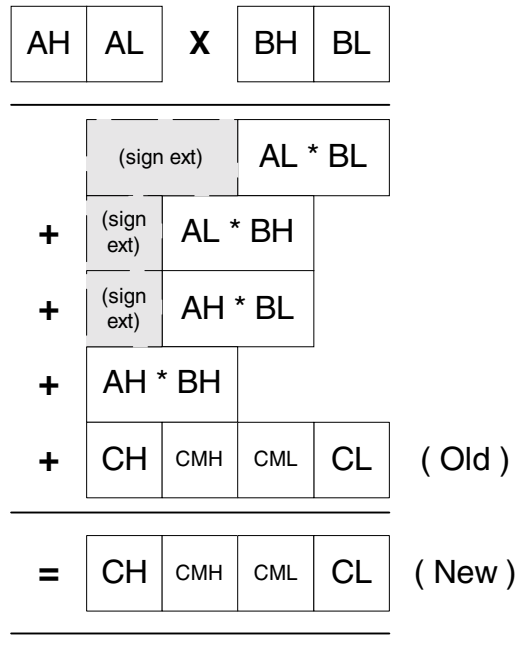 AH AL X BH BL
(sign ext) AL * BL
+ (sign ext) AL * BH
+ (sign ext) AH * BL
+ AH * BH
+ CH CMH CML CL ( Old )
= CH CMH CML CL ( New )